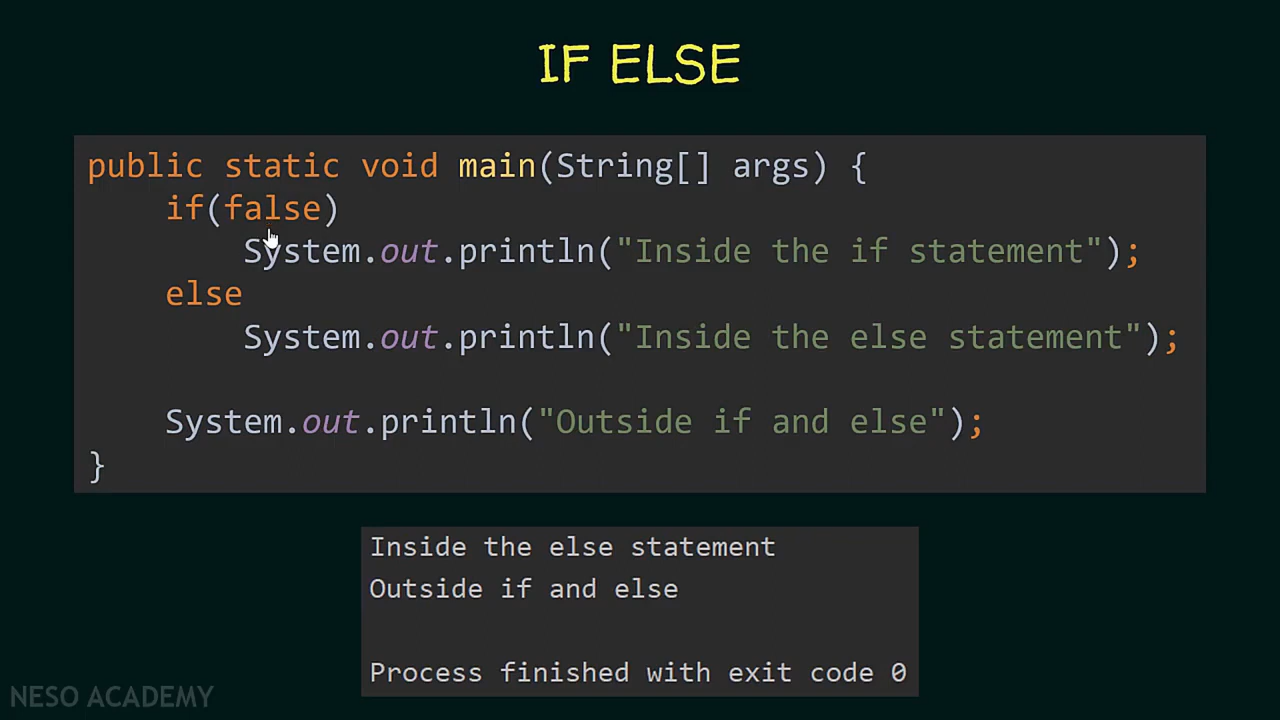 IF ELSE
public static void main(String[] args) {
    if(false)
        System.out.println("Inside the if statement");
    else
        System.out.println("Inside the else statement");

    System.out.println("Outside if and else");
}
Inside the else statement
Outside if and else

Process finished with exit code 0
NESO ACADEMY